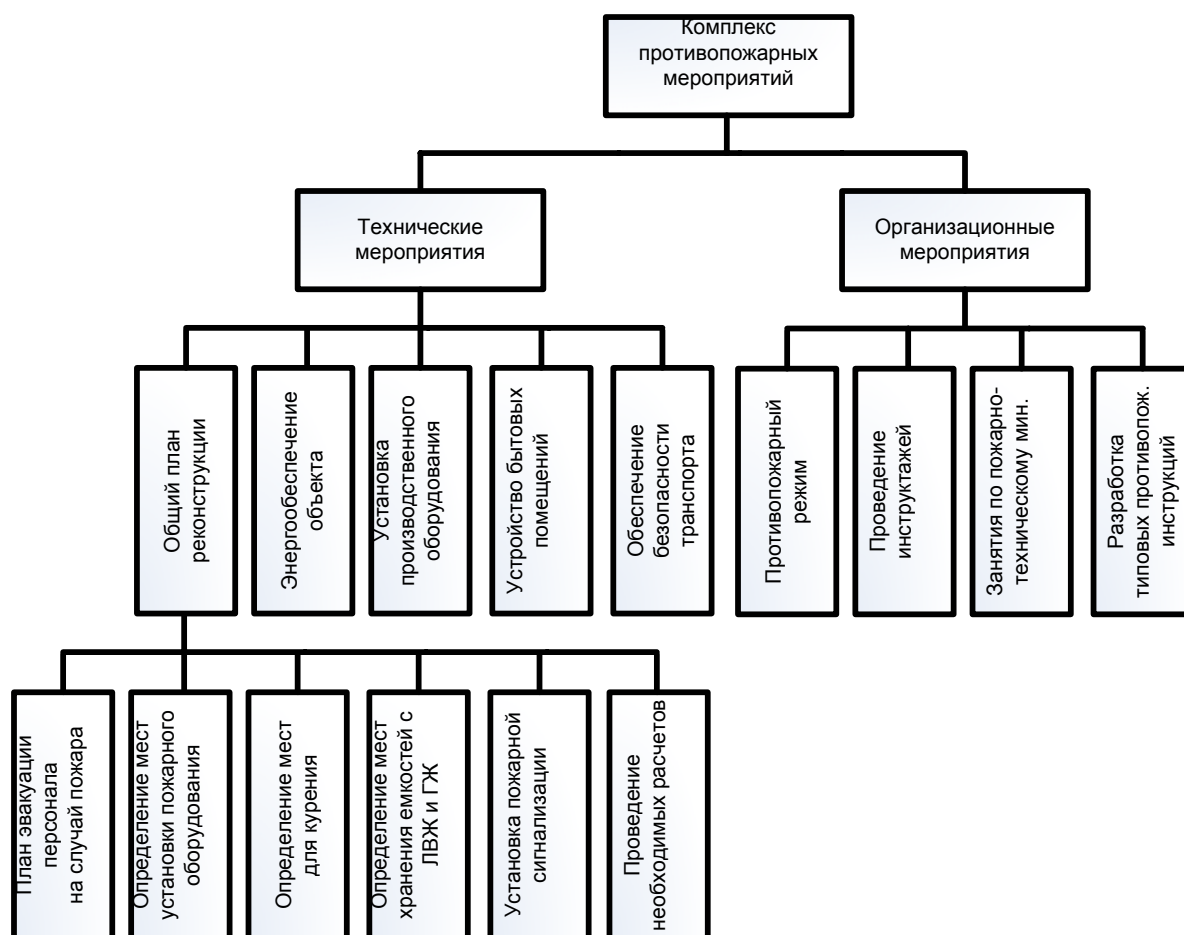 Комплекс
противопожарных
мероприятий
Технические
мероприятия
Организационные
мероприятия
Общий план
реконструкции
Энергообеспечение
объекта
Установка
производственного
оборудования
Устройство бытовых
помещений
Обеспечение
безопасности
транспорта
Противопожарный
режим
Проведение
инструктажей
Занятия по пожарно-
техническому мин.
Разработка
типовых противопож.
инструкций
План эвакуации
персонала
на случай пожара
Определение мест
установки пожарного
оборудования
Определение мест
для курения
Определение мест
хранения емкостей с
ЛВЖ и ГЖ
Установка пожарной
сигнализации
Проведение
необходимых расчетов